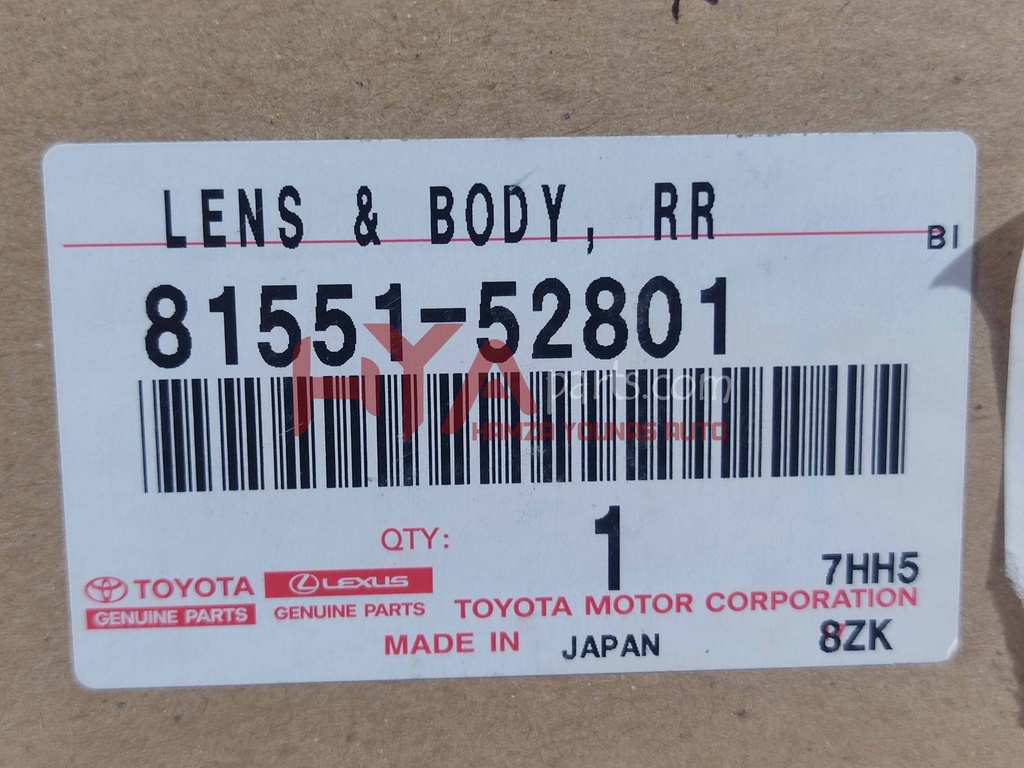 LENS & BODY, RR
BI
81551-52801
HYA parts.com
HAMZA YOUNAS AUTO
QTY: 1
7HH5
TOYOTA
GENUINE PARTS
LEXUS
GENUINE PARTS
TOYOTA MOTOR CORPORATION
MADE IN JAPAN
8ZK